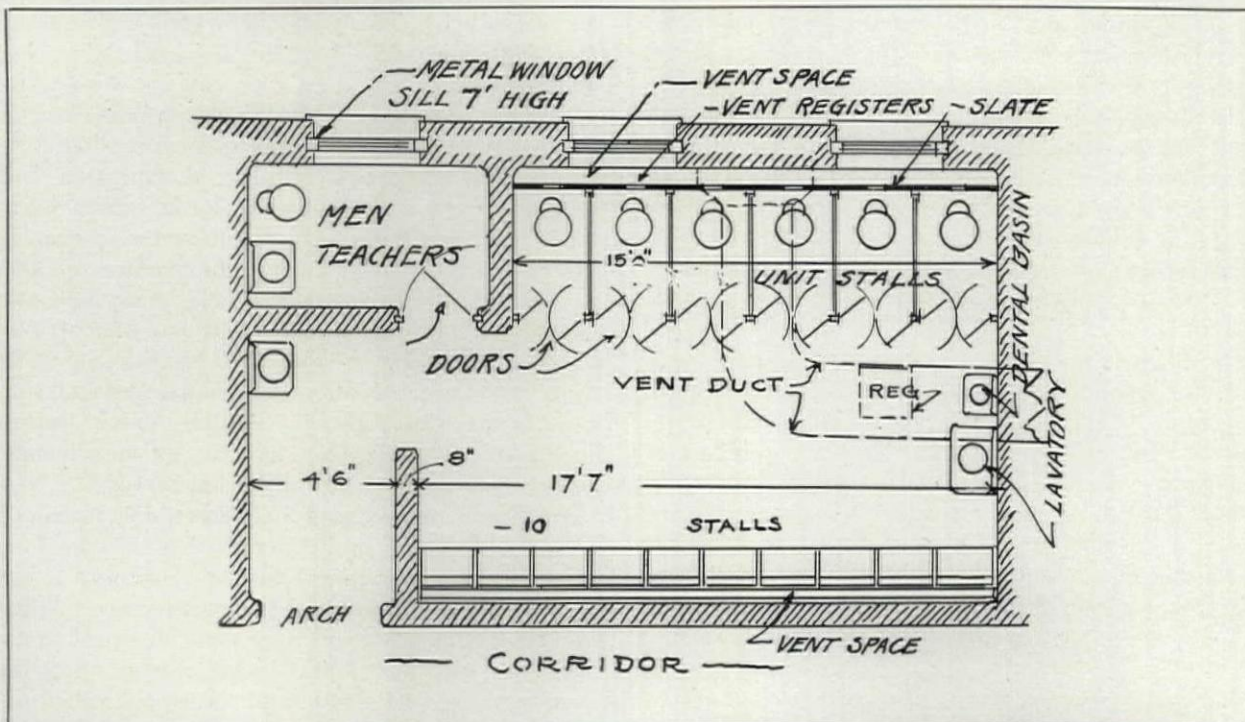 METAL WINDOW
SILL 7' HIGH
VENT SPACE
VENT REGISTERS - SLATE
MEN
TEACHERS
15'0"
UNIT STALLS
DENTAL BASIN
DOORS
VENT DUCT
REG.
LAVATORY
4'6"
8"
17'7"
- 10 STALLS
ARCH
VENT SPACE
CORRIDOR